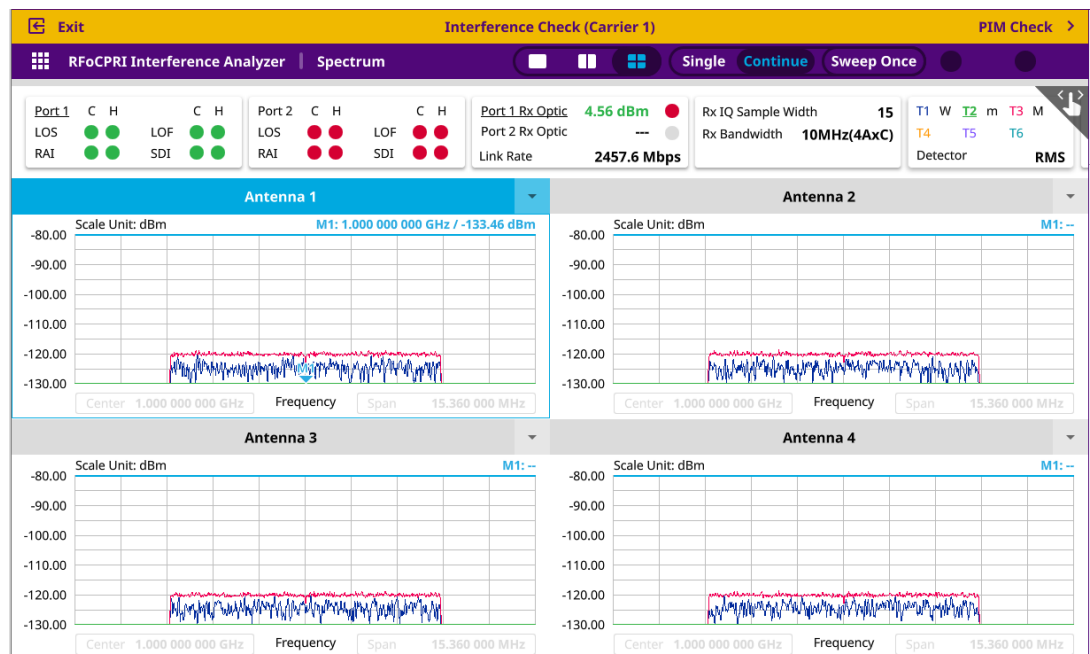 Exit
Interference Check (Carrier 1)
PIM Check
RFoCPRI Interference Analyzer | Spectrum
Single Continue Sweep Once
Port 1 C H C H
LOS LOF
RAI SDI
Port 2 C H C H
LOS LOF
RAI SDI
Port 1 Rx Optic 4.56 dBm
Port 2 Rx Optic ---
Link Rate 2457.6 Mbps
Rx IQ Sample Width 15
Rx Bandwidth 10MHz(4AxC)
T1 W T2 m T3 M
T4 T5 T6
Detector RMS
Antenna 1
Scale Unit: dBm M1: 1.000 000 000 GHz / -133.46 dBm
-80.00
-90.00
-100.00
-110.00
-120.00
-130.00
M1
Center 1.000 000 000 GHz Frequency Span 15.360 000 MHz
Antenna 2
Scale Unit: dBm M1: --
-80.00
-90.00
-100.00
-110.00
-120.00
-130.00
Center 1.000 000 000 GHz Frequency Span 15.360 000 MHz
Antenna 3
Scale Unit: dBm M1: --
-80.00
-90.00
-100.00
-110.00
-120.00
-130.00
Center 1.000 000 000 GHz Frequency Span 15.360 000 MHz
Antenna 4
Scale Unit: dBm M1: --
-80.00
-90.00
-100.00
-110.00
-120.00
-130.00
Center 1.000 000 000 GHz Frequency Span 15.360 000 MHz